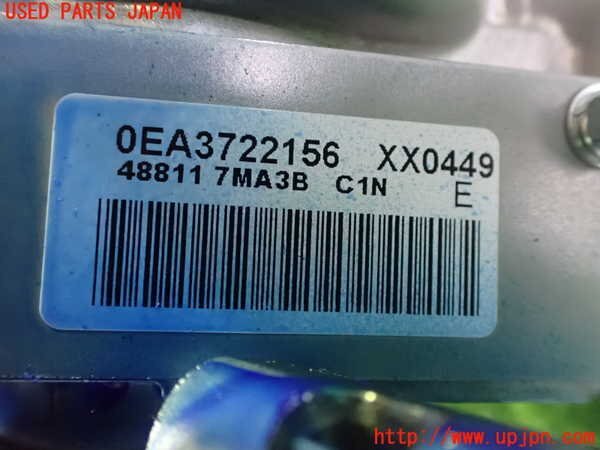 USED PARTS JAPAN
0EA3722156 XX0449
48811 7MA3B C1N E
http://www.upjpn.com/